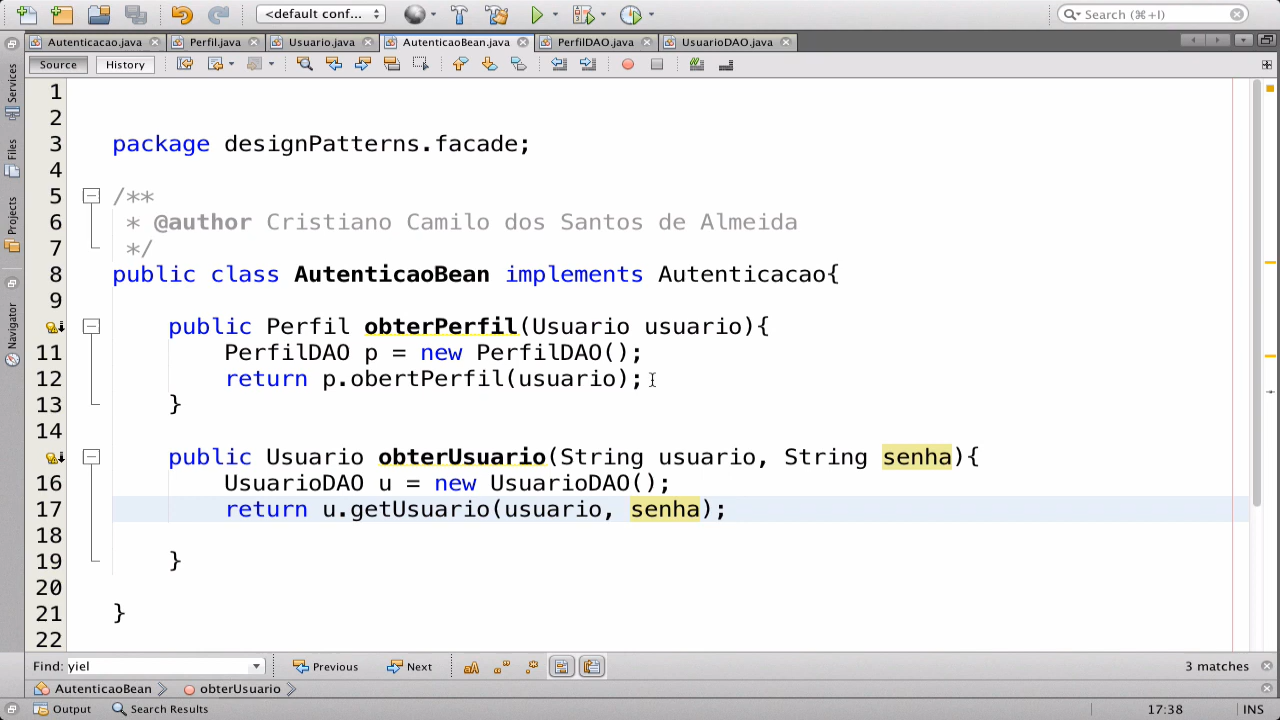 <default conf...
Search (⌘+I)
Autenticacao.java
Perfil.java
Usuario.java
AutenticaoBean.java
PerfilDAO.java
UsuarioDAO.java
Source
History
Services
Files
Projects
Navigator
1
2
3 package designPatterns.facade;
4
5 /**
6 * @author Cristiano Camilo dos Santos de Almeida
7 */
8 public class AutenticaoBean implements Autenticacao{
9
public Perfil obterPerfil(Usuario usuario){
11 PerfilDAO p = new PerfilDAO();
12 return p.obertPerfil(usuario);
13 }
14
public Usuario obterUsuario(String usuario, String senha){
16 UsuarioDAO u = new UsuarioDAO();
17 return u.getUsuario(usuario, senha);
18
19 }
20
21 }
22
Find: yiel
Previous
Next
3 matches
AutenticaoBean
obterUsuario
Output
Search Results
17:38
INS